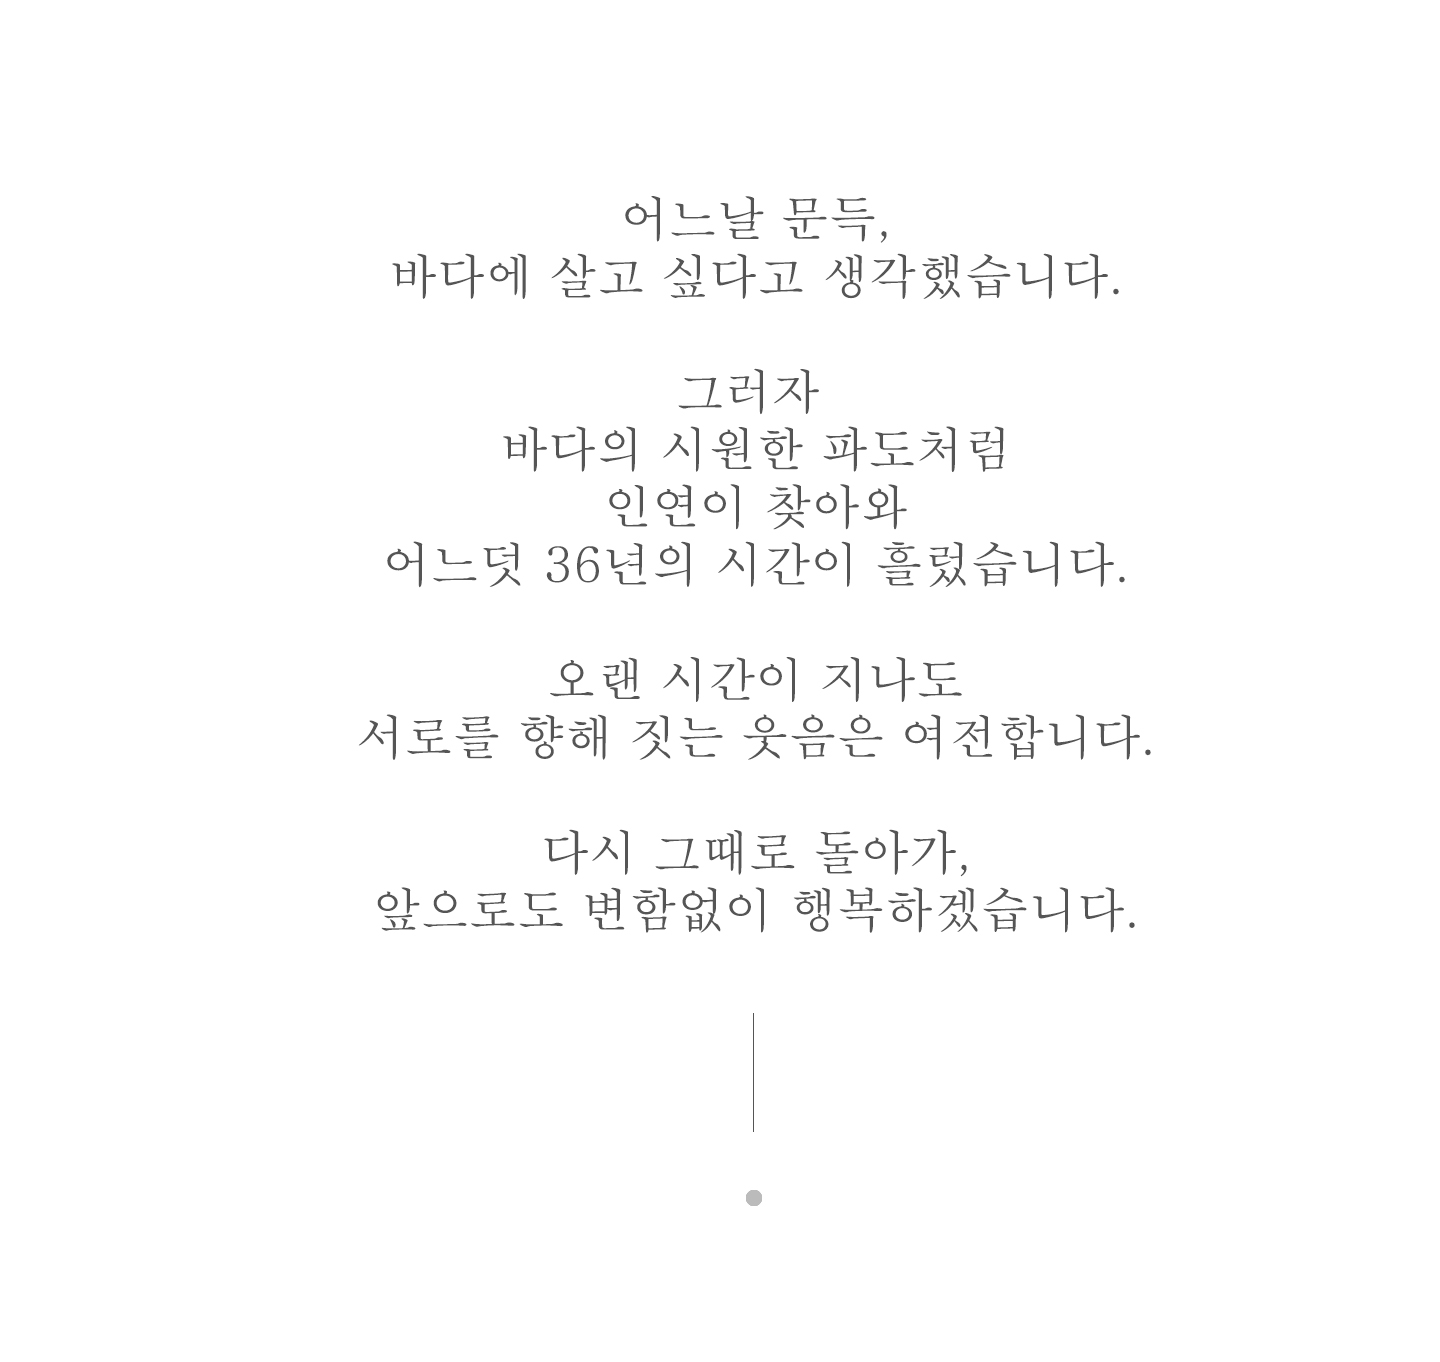 어느날 문득,
바다에 살고 싶다고 생각했습니다.
그러자
바다의 시원한 파도처럼
인연이 찾아와
어느덧 36년의 시간이 흘렀습니다.
오랜 시간이 지나도
서로를 향해 짓는 웃음은 여전합니다.
다시 그때로 돌아가,
앞으로도 변함없이 행복하겠습니다.